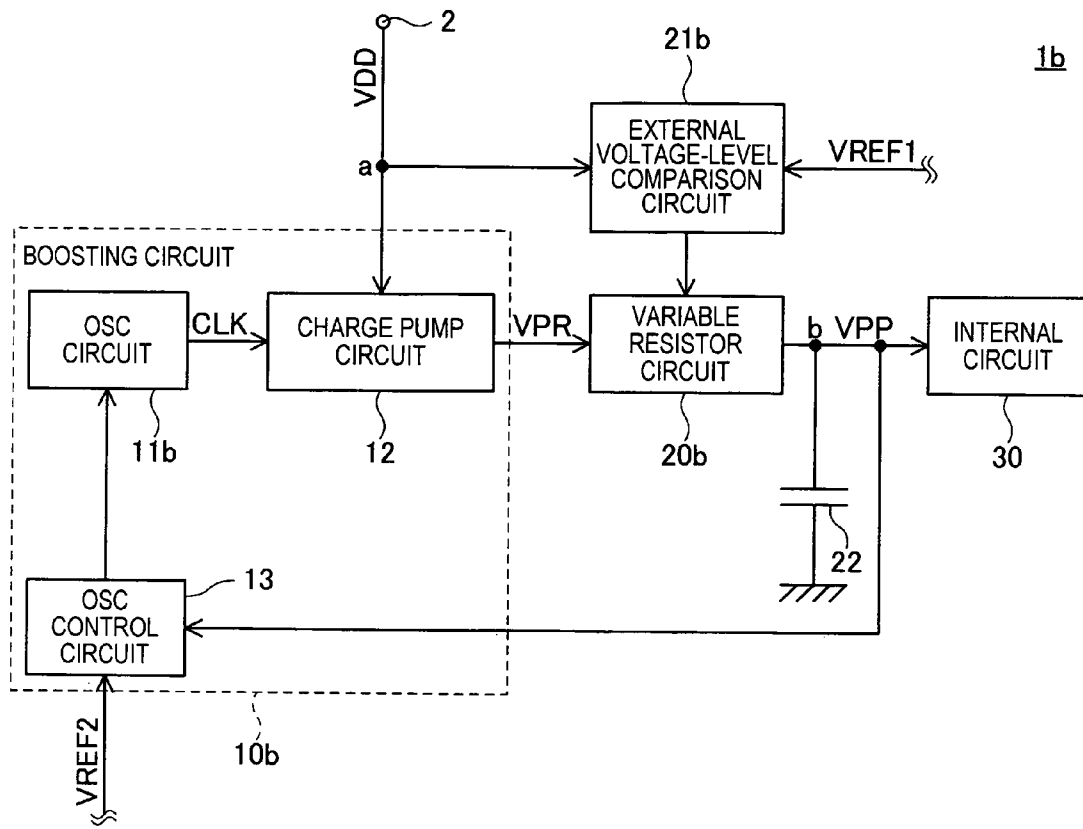 2
21b
1b
VDD
EXTERNAL
VOLTAGE-LEVEL
COMPARISON
CIRCUIT
VREF1
a
BOOSTING CIRCUIT
OSC
CIRCUIT
CLK
CHARGE PUMP
CIRCUIT
VPR
VARIABLE
RESISTOR
CIRCUIT
b
VPP
INTERNAL
CIRCUIT
11b
12
20b
30
22
13
OSC
CONTROL
CIRCUIT
10b
VREF2